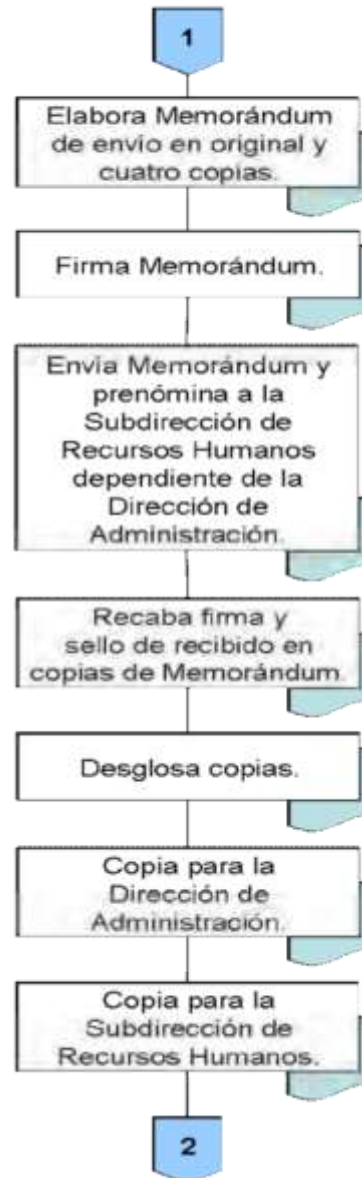 1
Elabora Memorándum
de envío en original y
cuatro copias.
Firma Memorándum.
Envía Memorándum y
prenómina a la
Subdirección de
Recursos Humanos
dependiente de la
Dirección de
Administración.
Recaba firma y
sello de recibido en
copias de Memorándum.
Desglosa copias.
Copia para la
Dirección de
Administración.
Copia para la
Subdirección de
Recursos Humanos.
2